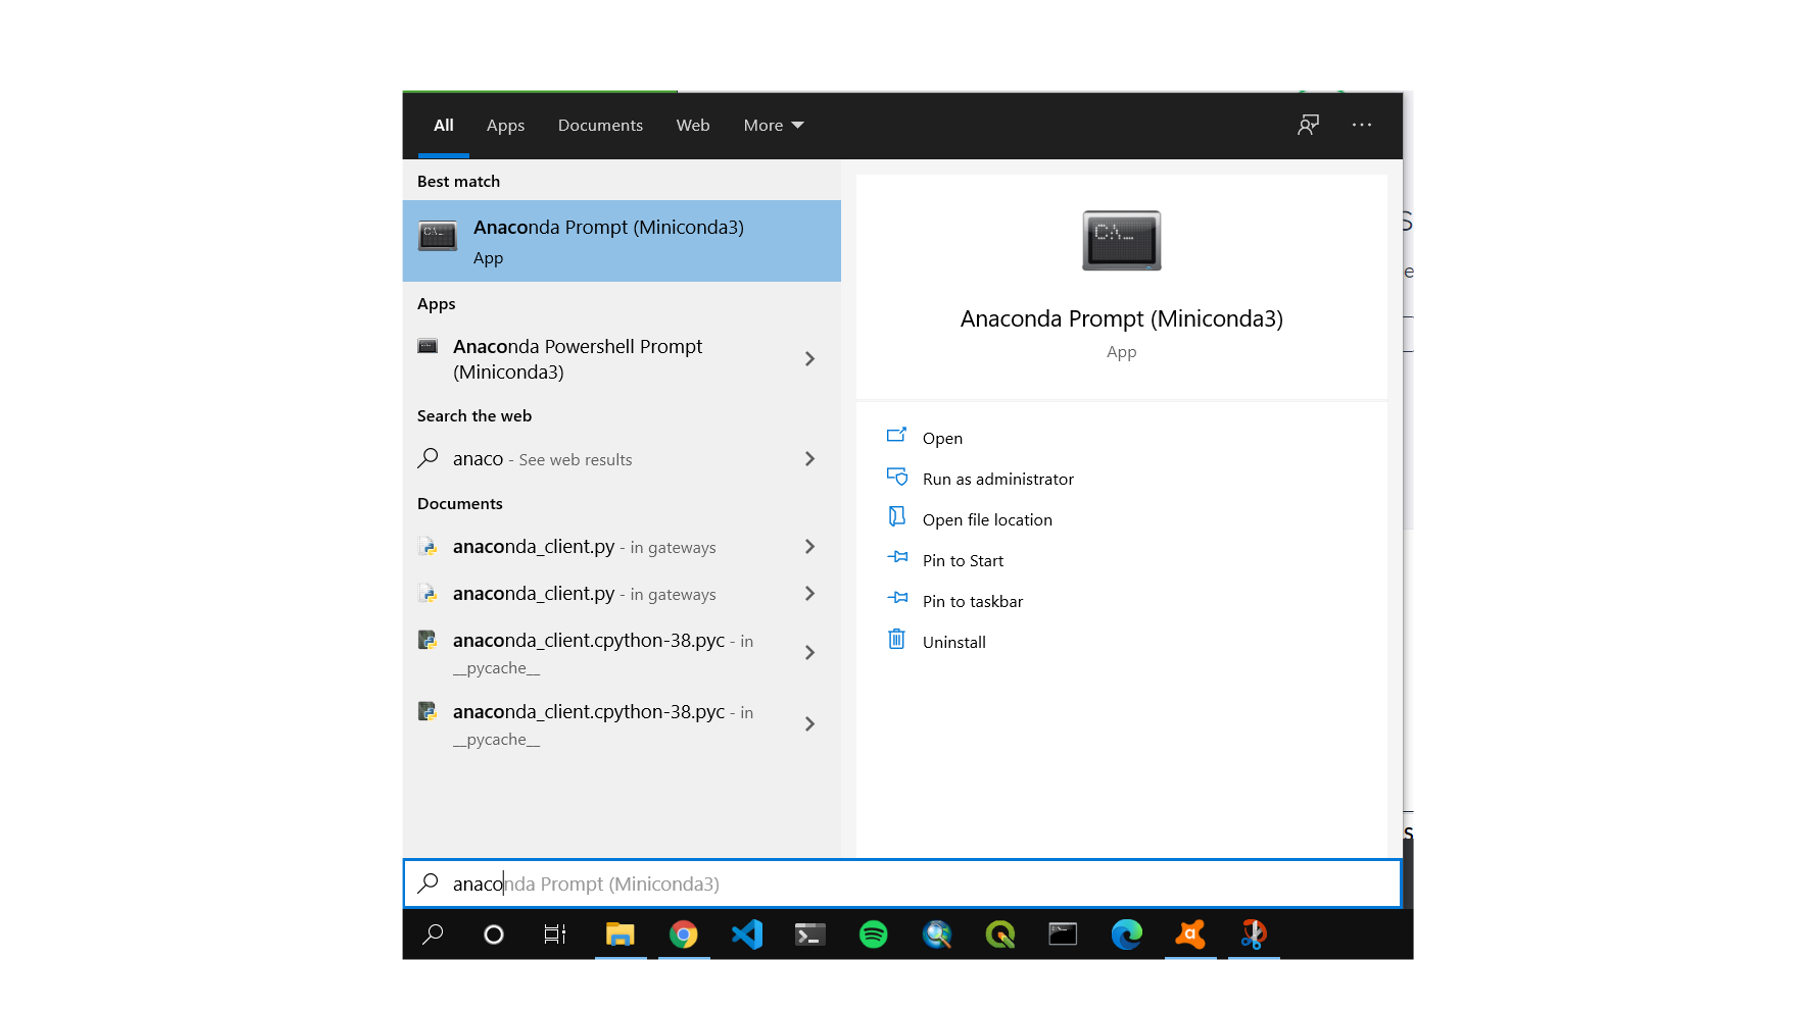 All Apps Documents Web More
Best match
Anaconda Prompt (Miniconda3)
App
Apps
Anaconda Powershell Prompt
(Miniconda3)
Search the web
anaco - See web results
Documents
anaconda_client.py - in gateways
anaconda_client.py - in gateways
anaconda_client.cpython-38.pyc - in
__pycache__
anaconda_client.cpython-38.pyc - in
__pycache__
C:\_
Anaconda Prompt (Miniconda3)
App
Open
Run as administrator
Open file location
Pin to Start
Pin to taskbar
Uninstall
s
e
s
anaconda Prompt (Miniconda3)